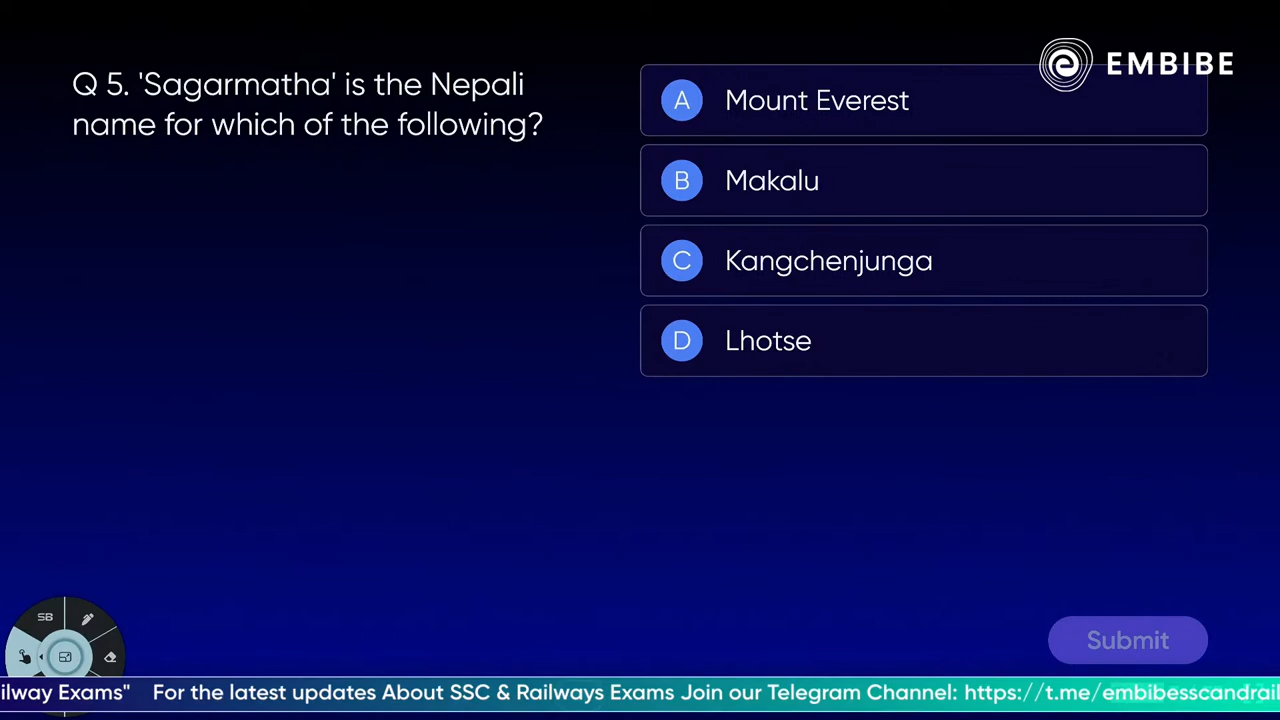 EMBIBE
Q 5. 'Sagarmatha' is the Nepali
name for which of the following?
A Mount Everest
B Makalu
C Kangchenjunga
D Lhotse
Submit
SB
ilway Exams" For the latest updates About SSC & Railways Exams Join our Telegram Channel: https://t.me/embibesscandrail